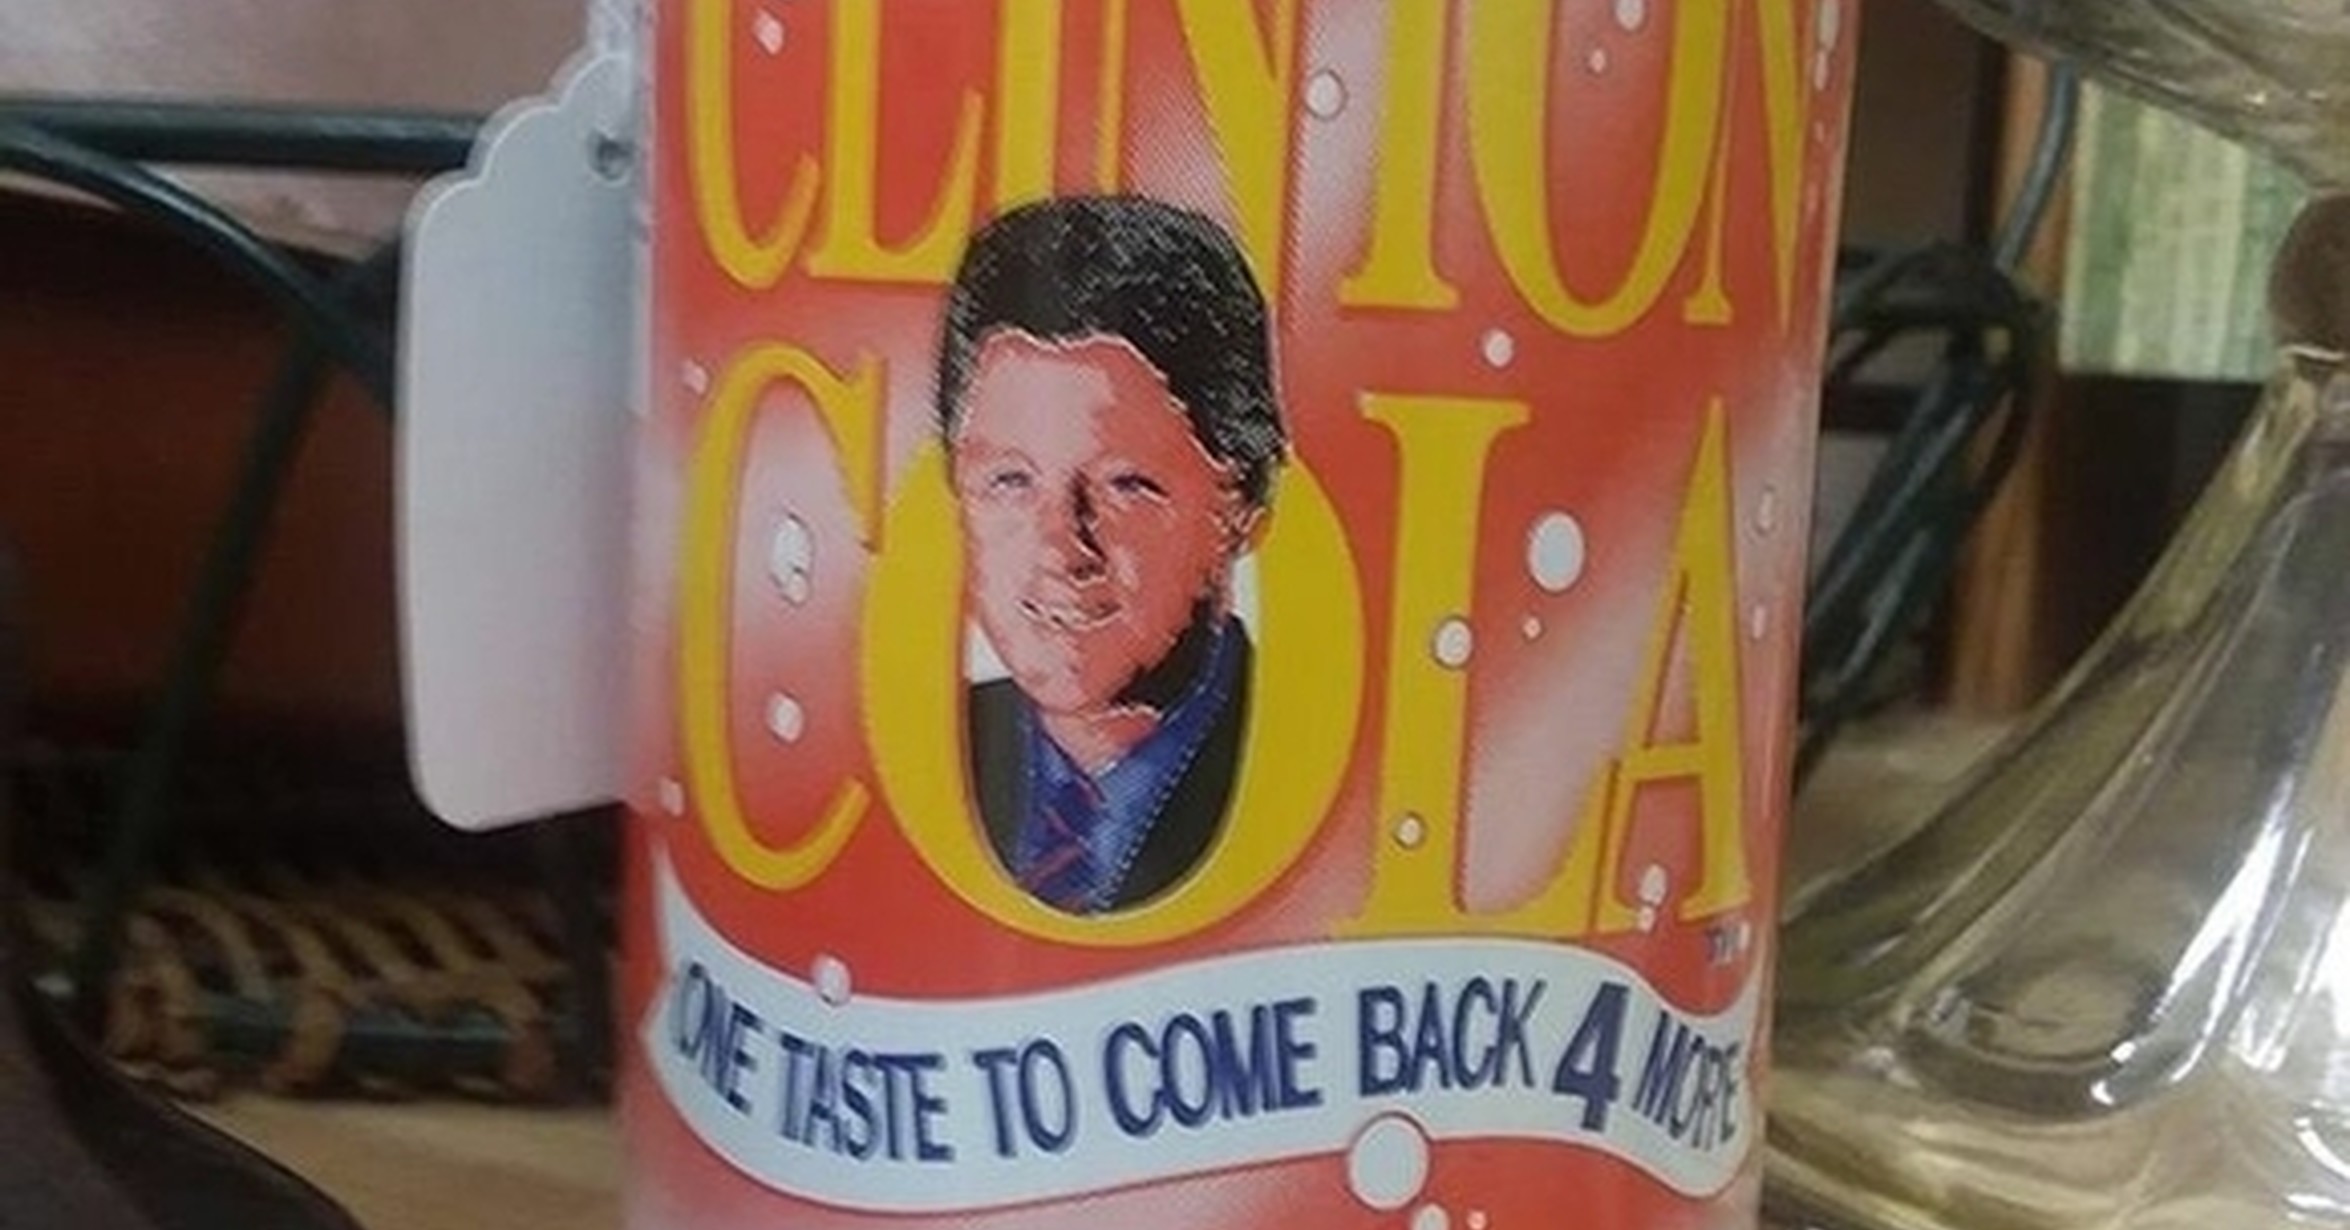 CLINTON
COLA
ONE TASTE TO COME BACK 4 MORE